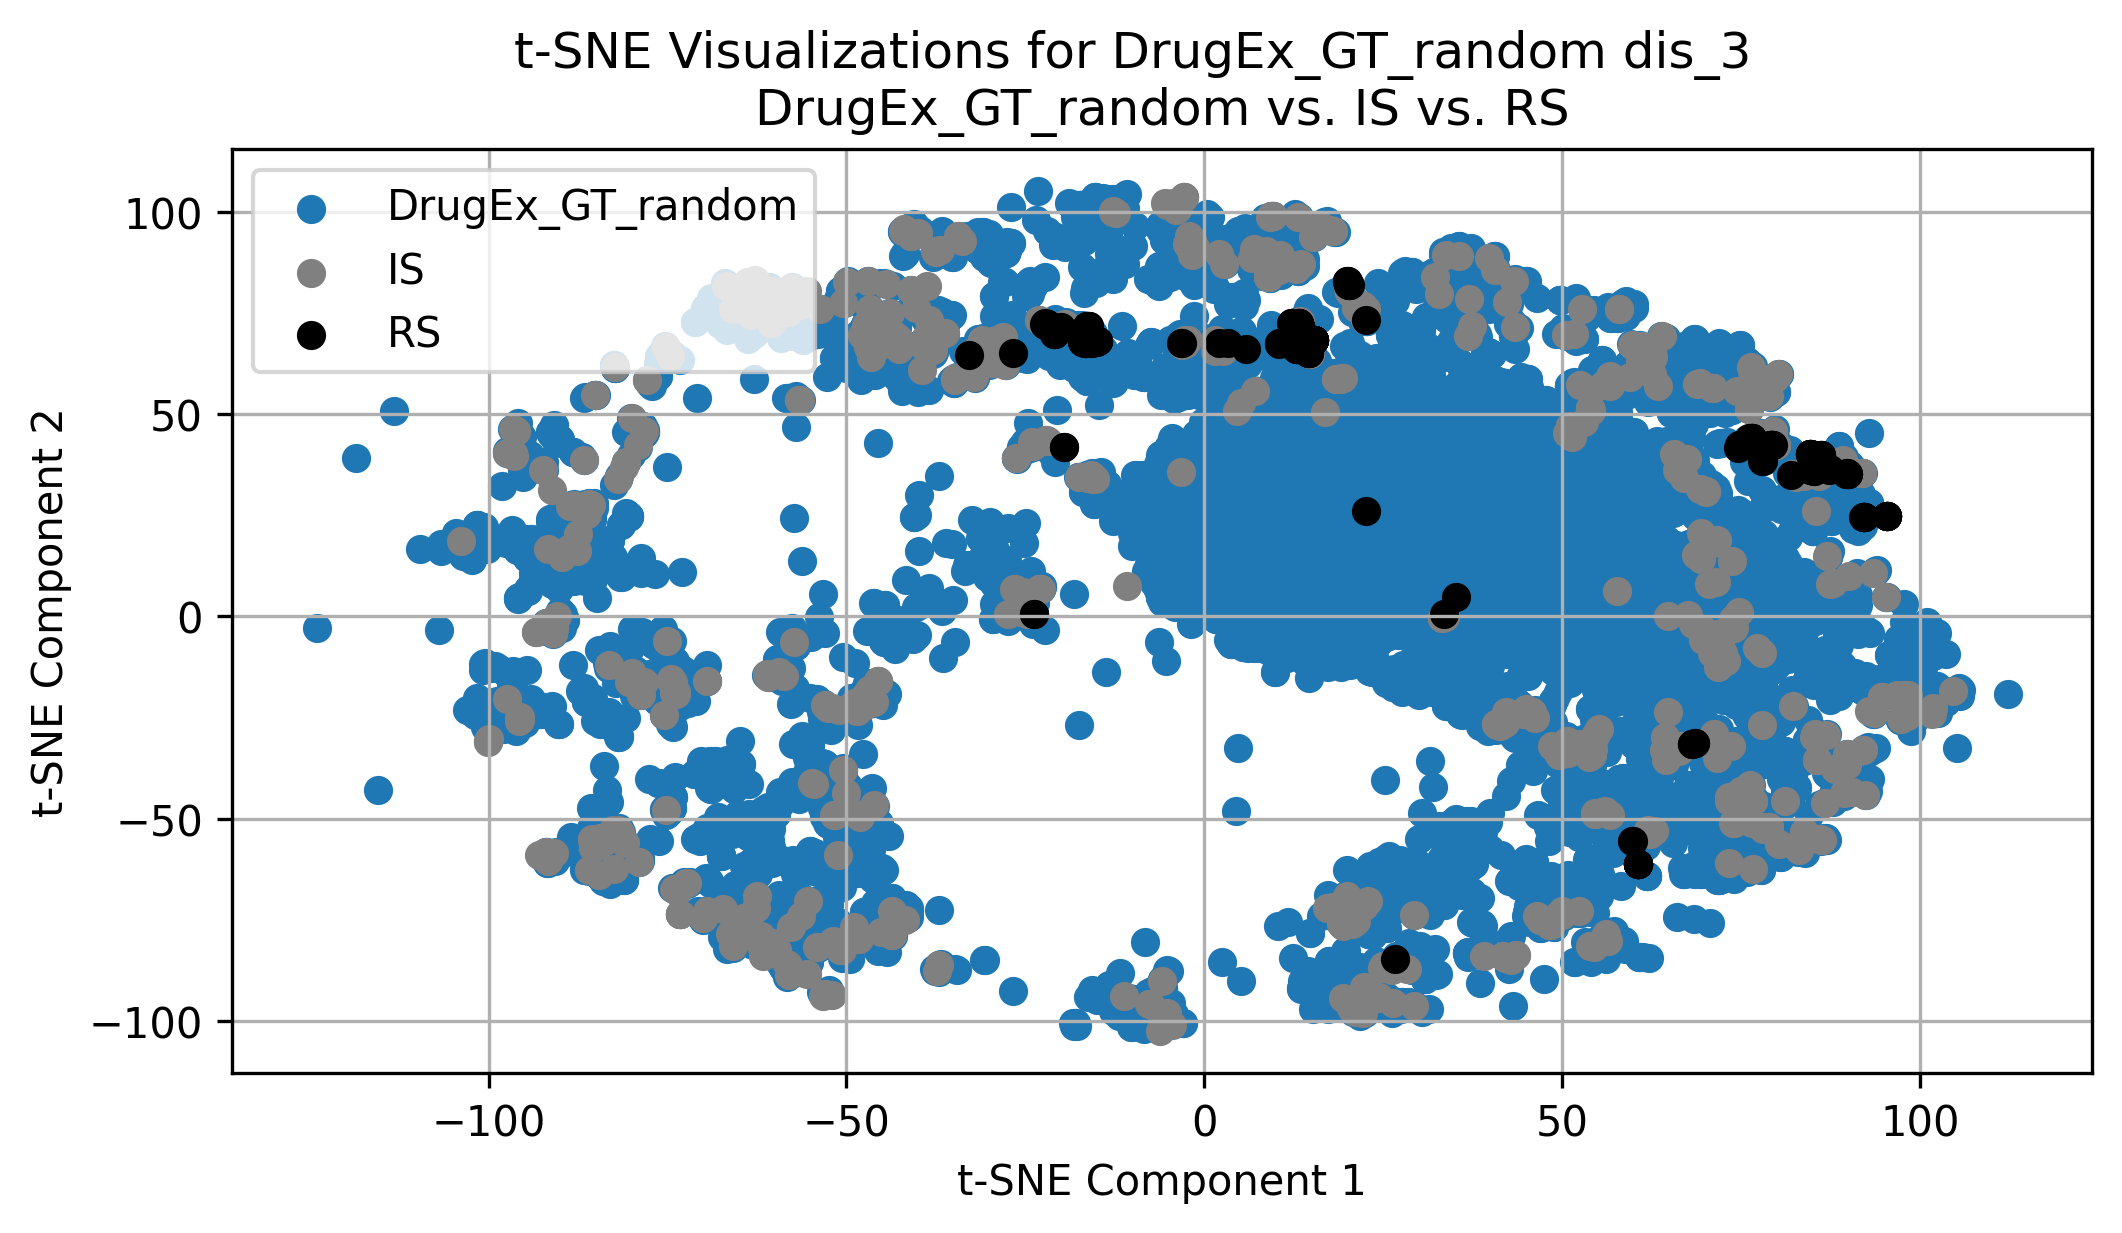 t-SNE Visualizations for DrugEx_GT_random dis_3
DrugEx_GT_random vs. IS vs. RS
DrugEx_GT_random
IS
RS
t-SNE Component 2
100
50
0
−50
−100
−100
−50
0
50
100
t-SNE Component 1